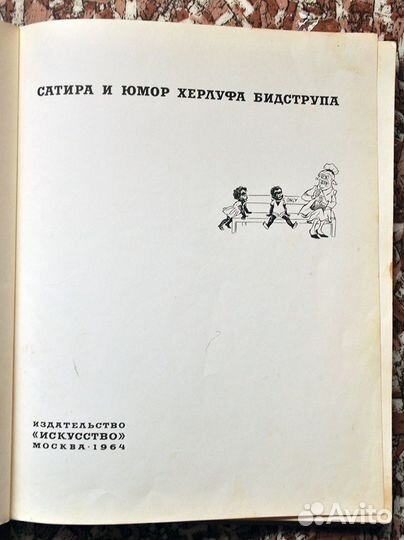 САТИРА И ЮМОР ХЕРЛУФА БИДСТРУПА
ONLY
ИЗДАТЕЛЬСТВО
«ИСКУССТВО»
МОСКВА · 1964
Avito